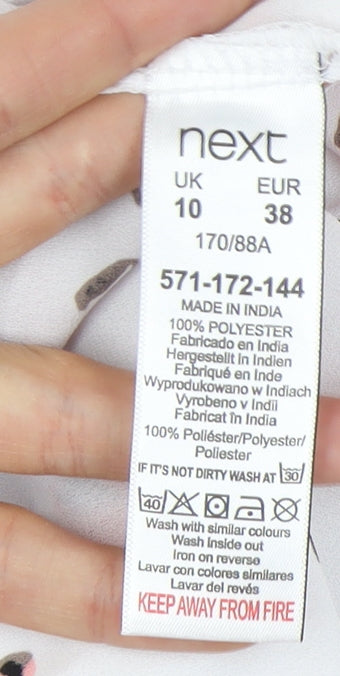 next
UK EUR
10 38
170/88A
571-172-144
MADE IN INDIA
100% POLYESTER
Fabricado en India
Hergestellt in Indien
Fabriqué en Inde
Wyprodukowano w Indiach
Vyrobeno v Indii
Fabricat în India
100% Poliéster/Polyester/
Poliester
IF IT'S NOT DIRTY WASH AT 30
40
Wash with similar colours
Wash inside out
Iron on reverse
Lavar con colores similares
Lavar del revés
KEEP AWAY FROM FIRE